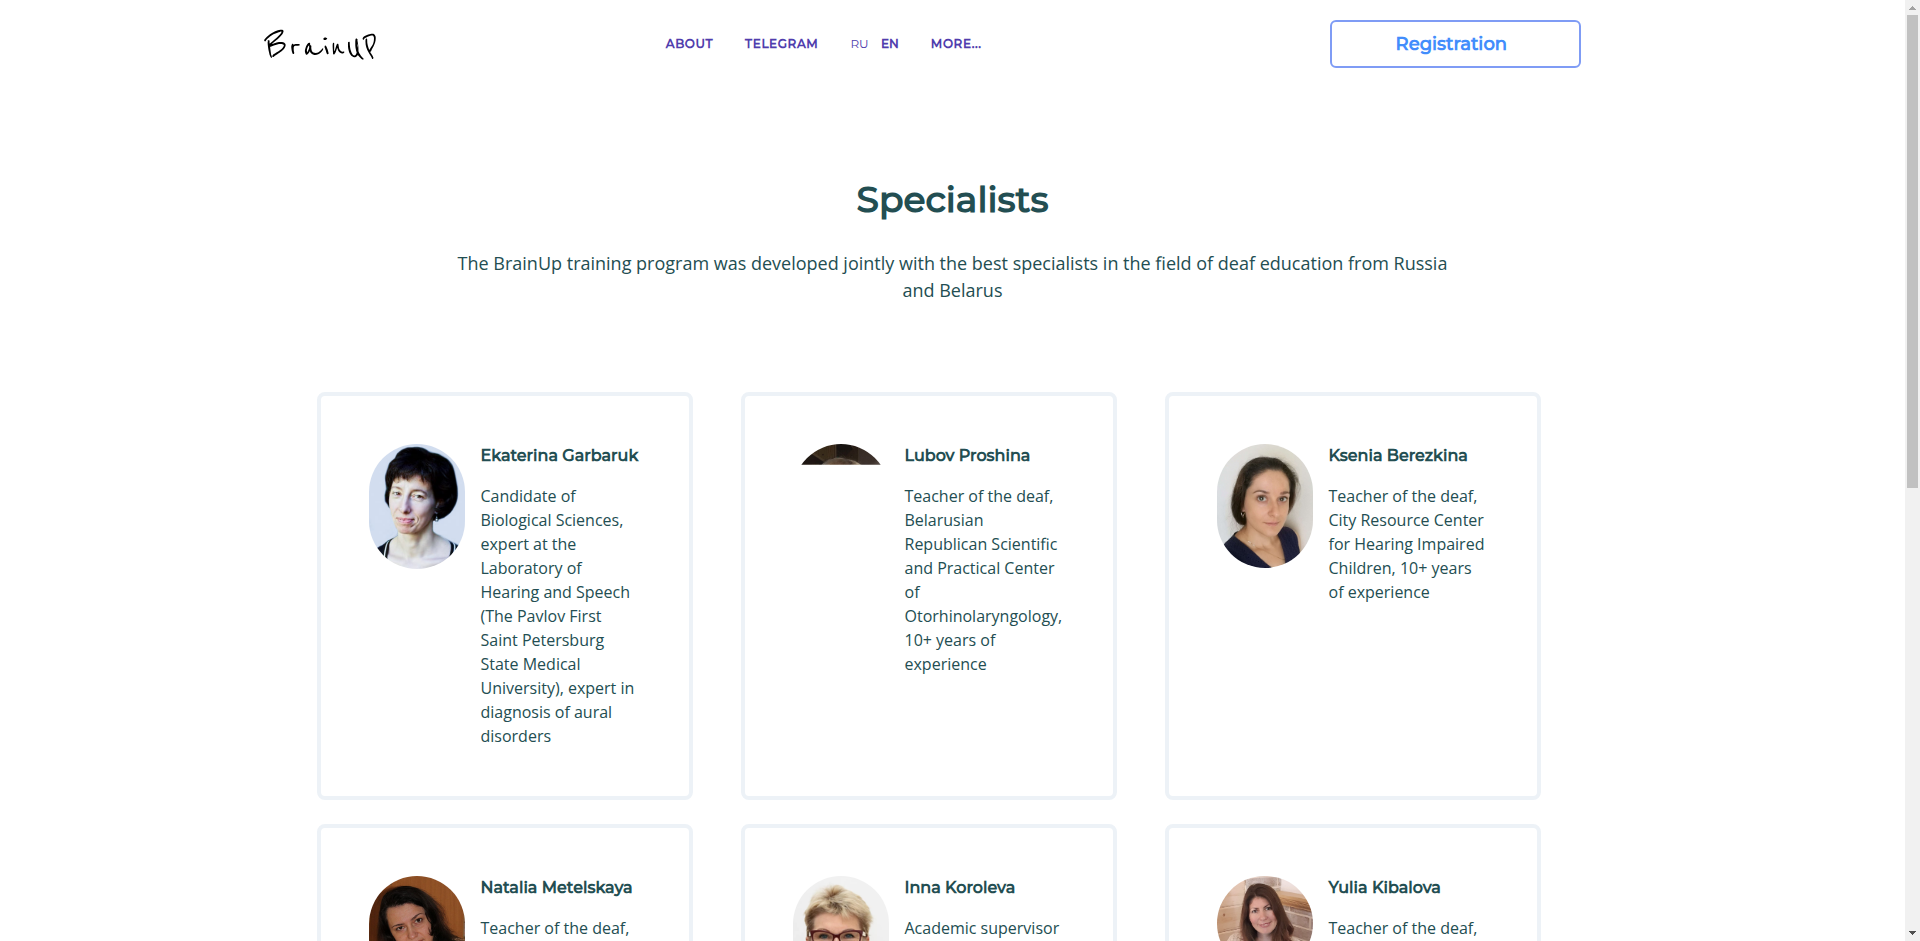 BrainUP
ABOUT
TELEGRAM
RU
EN
MORE...
Registration
Specialists
The BrainUp training program was developed jointly with the best specialists in the field of deaf education from Russia
and Belarus
Ekaterina Garbaruk
Candidate of
Biological Sciences,
expert at the
Laboratory of
Hearing and Speech
(The Pavlov First
Saint Petersburg
State Medical
University), expert in
diagnosis of aural
disorders
Lubov Proshina
Teacher of the deaf,
Belarusian
Republican Scientific
and Practical Center
of
Otorhinolaryngology,
10+ years of
experience
Ksenia Berezkina
Teacher of the deaf,
City Resource Center
for Hearing Impaired
Children, 10+ years
of experience
Natalia Metelskaya
Teacher of the deaf,
Inna Koroleva
Academic supervisor
Yulia Kibalova
Teacher of the deaf,